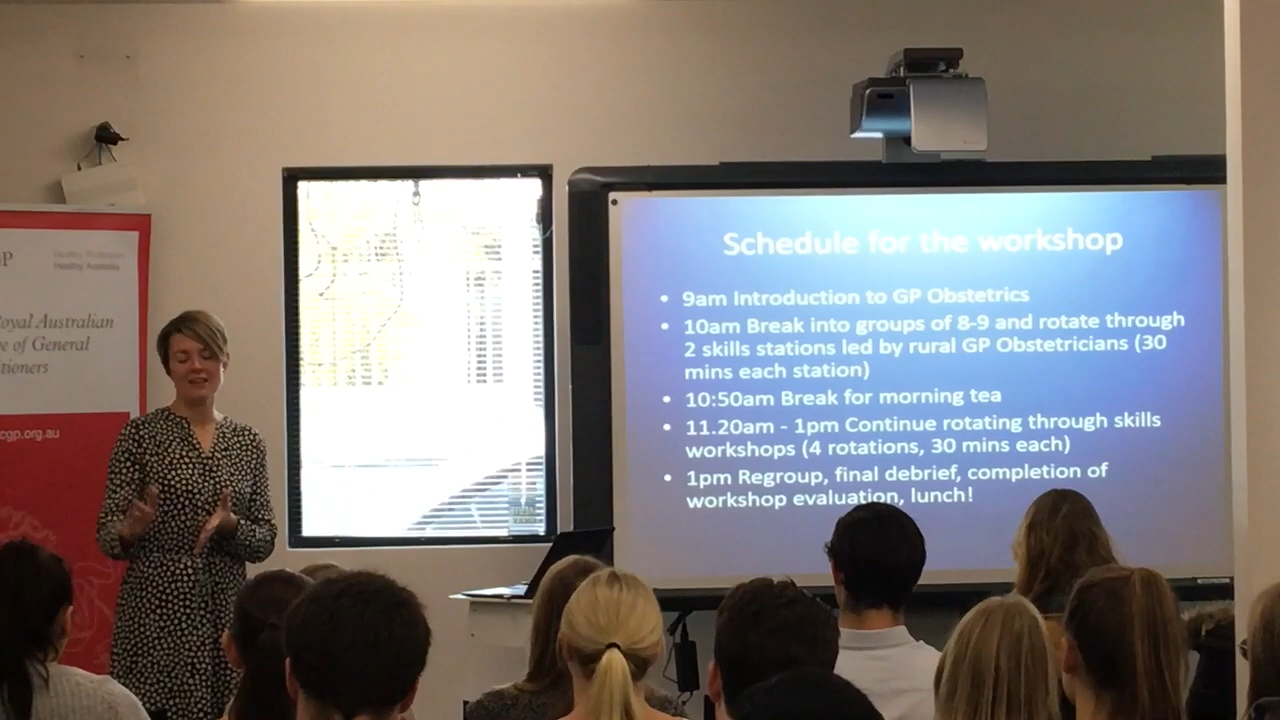 GP
Healthy Profession.
Healthy Australia.
oyal Australian
e of General
tioners
cgp.org.au
Schedule for the workshop
• 9am Introduction to GP Obstetrics
• 10am Break into groups of 8-9 and rotate through
2 skills stations led by rural GP Obstetricians (30
mins each station)
• 10:50am Break for morning tea
• 11.20am - 1pm Continue rotating through skills
workshops (4 rotations, 30 mins each)
• 1pm Regroup, final debrief, completion of
workshop evaluation, lunch!